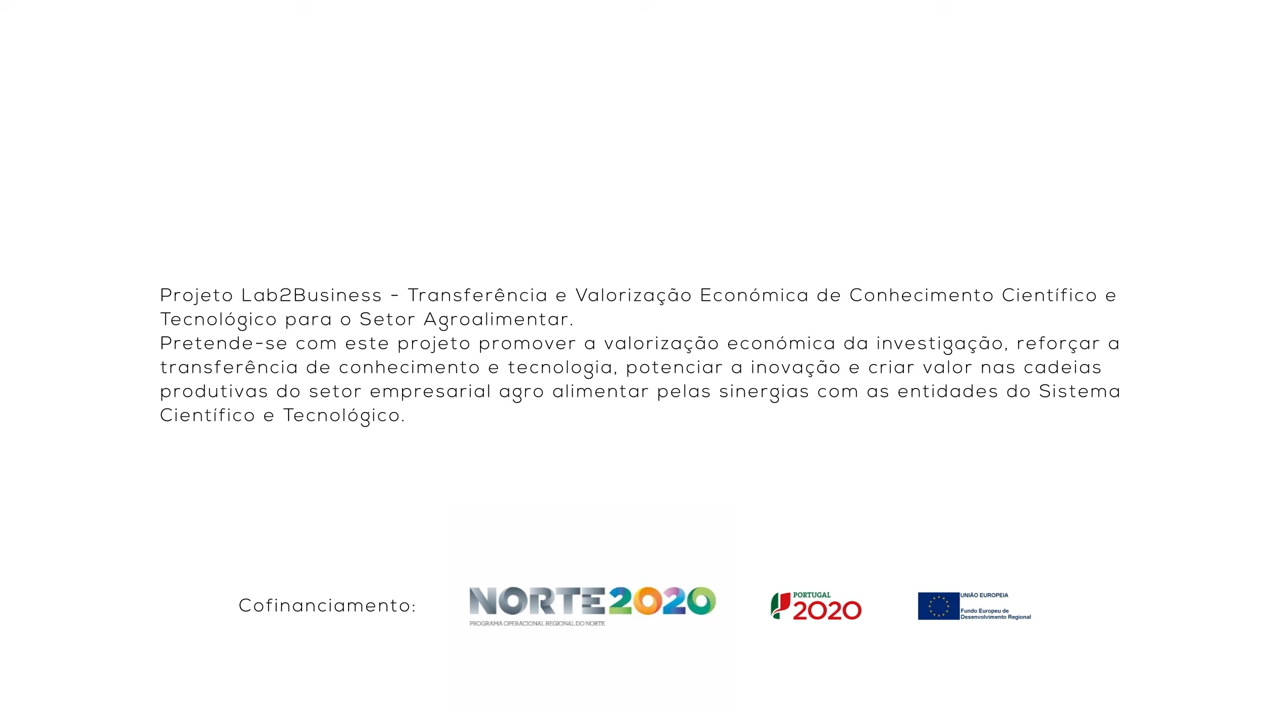 Projeto Lab2Business - Transferência e Valorização Económica de Conhecimento Científico e
Tecnológico para o Setor Agroalimentar.
Pretende-se com este projeto promover a valorização económica da investigação, reforçar a
transferência de conhecimento e tecnologia, potenciar a inovação e criar valor nas cadeias
produtivas do setor empresarial agro alimentar pelas sinergias com as entidades do Sistema
Científico e Tecnológico.
Cofinanciamento:
NORTE2020
PROGRAMA OPERACIONAL REGIONAL DO NORTE
PORTUGAL
2020
UNIÃO EUROPEIA
Fundo Europeu de
Desenvolvimento Regional